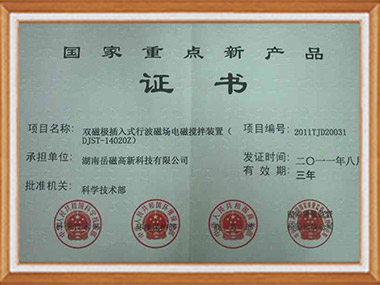 国家重点新产品
证书
项目名称：双磁极插入式行波磁场电磁搅拌装置（DJST-14020Z）
项目编号：2011TJD20031
承担单位：湖南岳磁高新科技有限公司
发证时间：二〇一一年八月
有效期：三年
批准机关：科学技术部